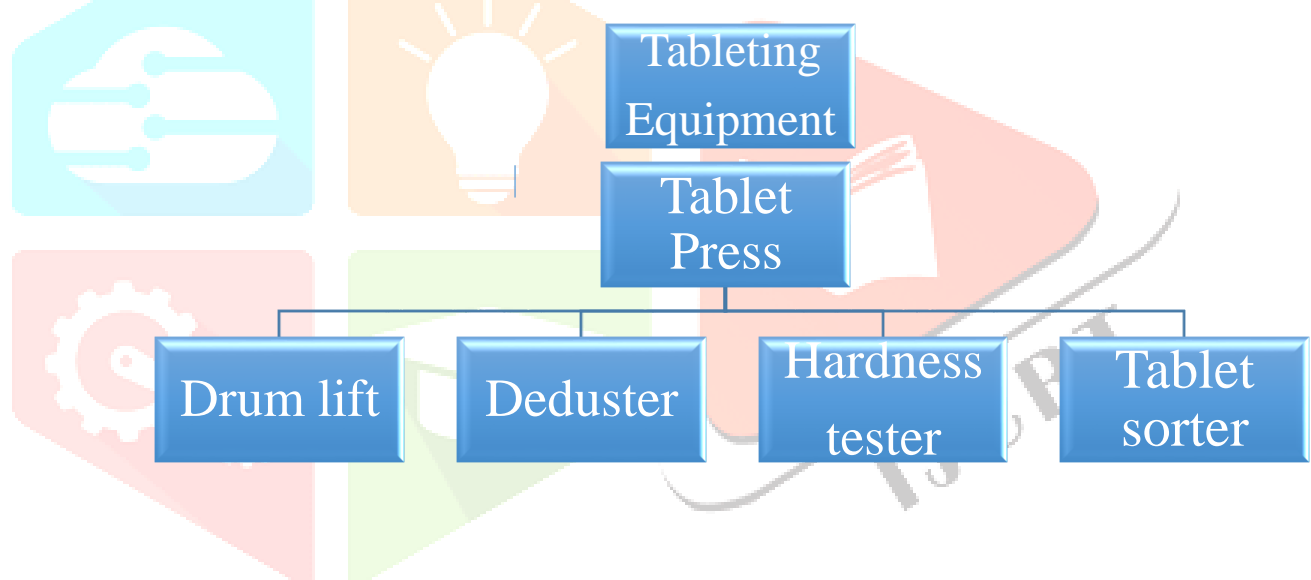 Tableting
Equipment
Tablet
Press
Drum lift
Deduster
Hardness
tester
Tablet
sorter